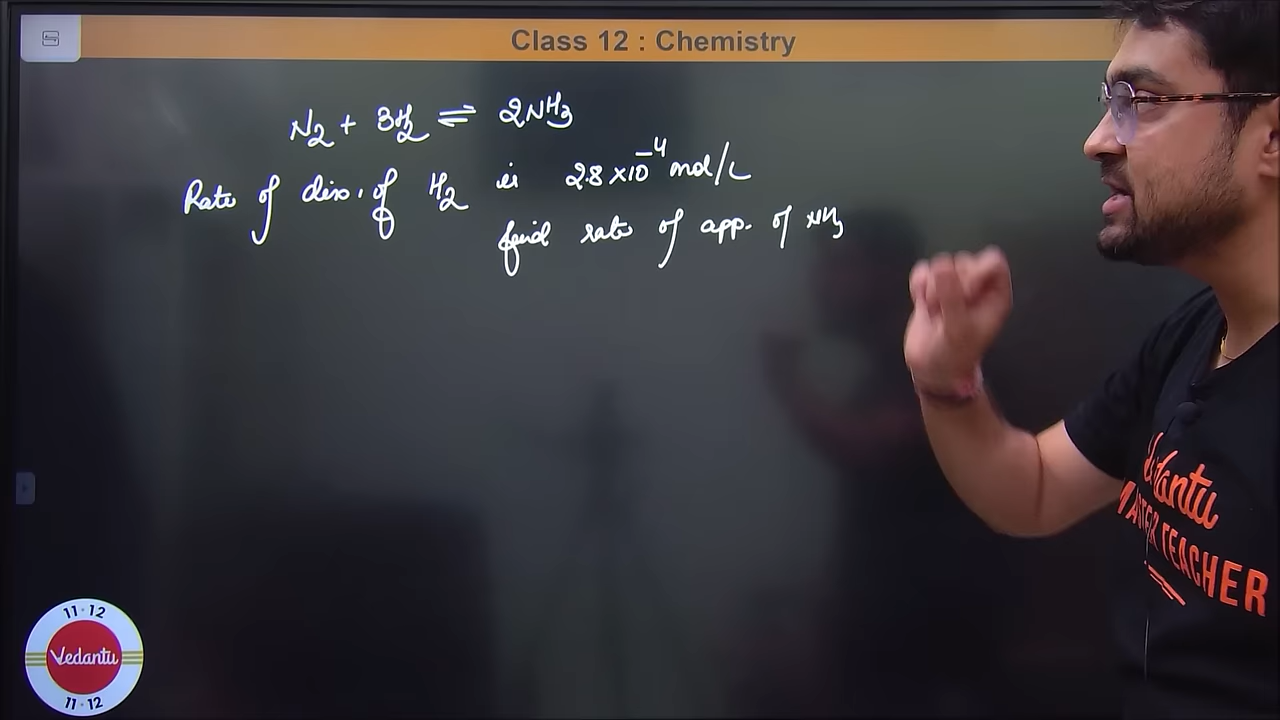 Class 12 : Chemistry
N2 + 3H2 ⇌ 2NH3
Rate of diss. of H2 is 2.8 ×10⁻⁴ mol/L
find rate of app. of NH3
Vedantu
MASTER TEACHER
11·12
Vedantu
11·12